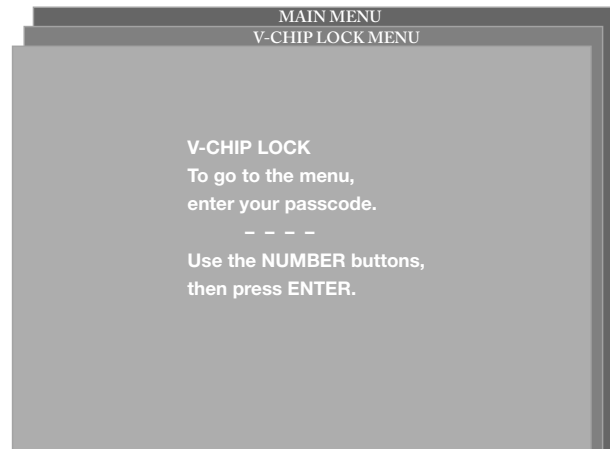 MAIN MENU
V-CHIP LOCK MENU
V-CHIP LOCK
To go to the menu,
enter your passcode.
– – – –
Use the NUMBER buttons,
then press ENTER.